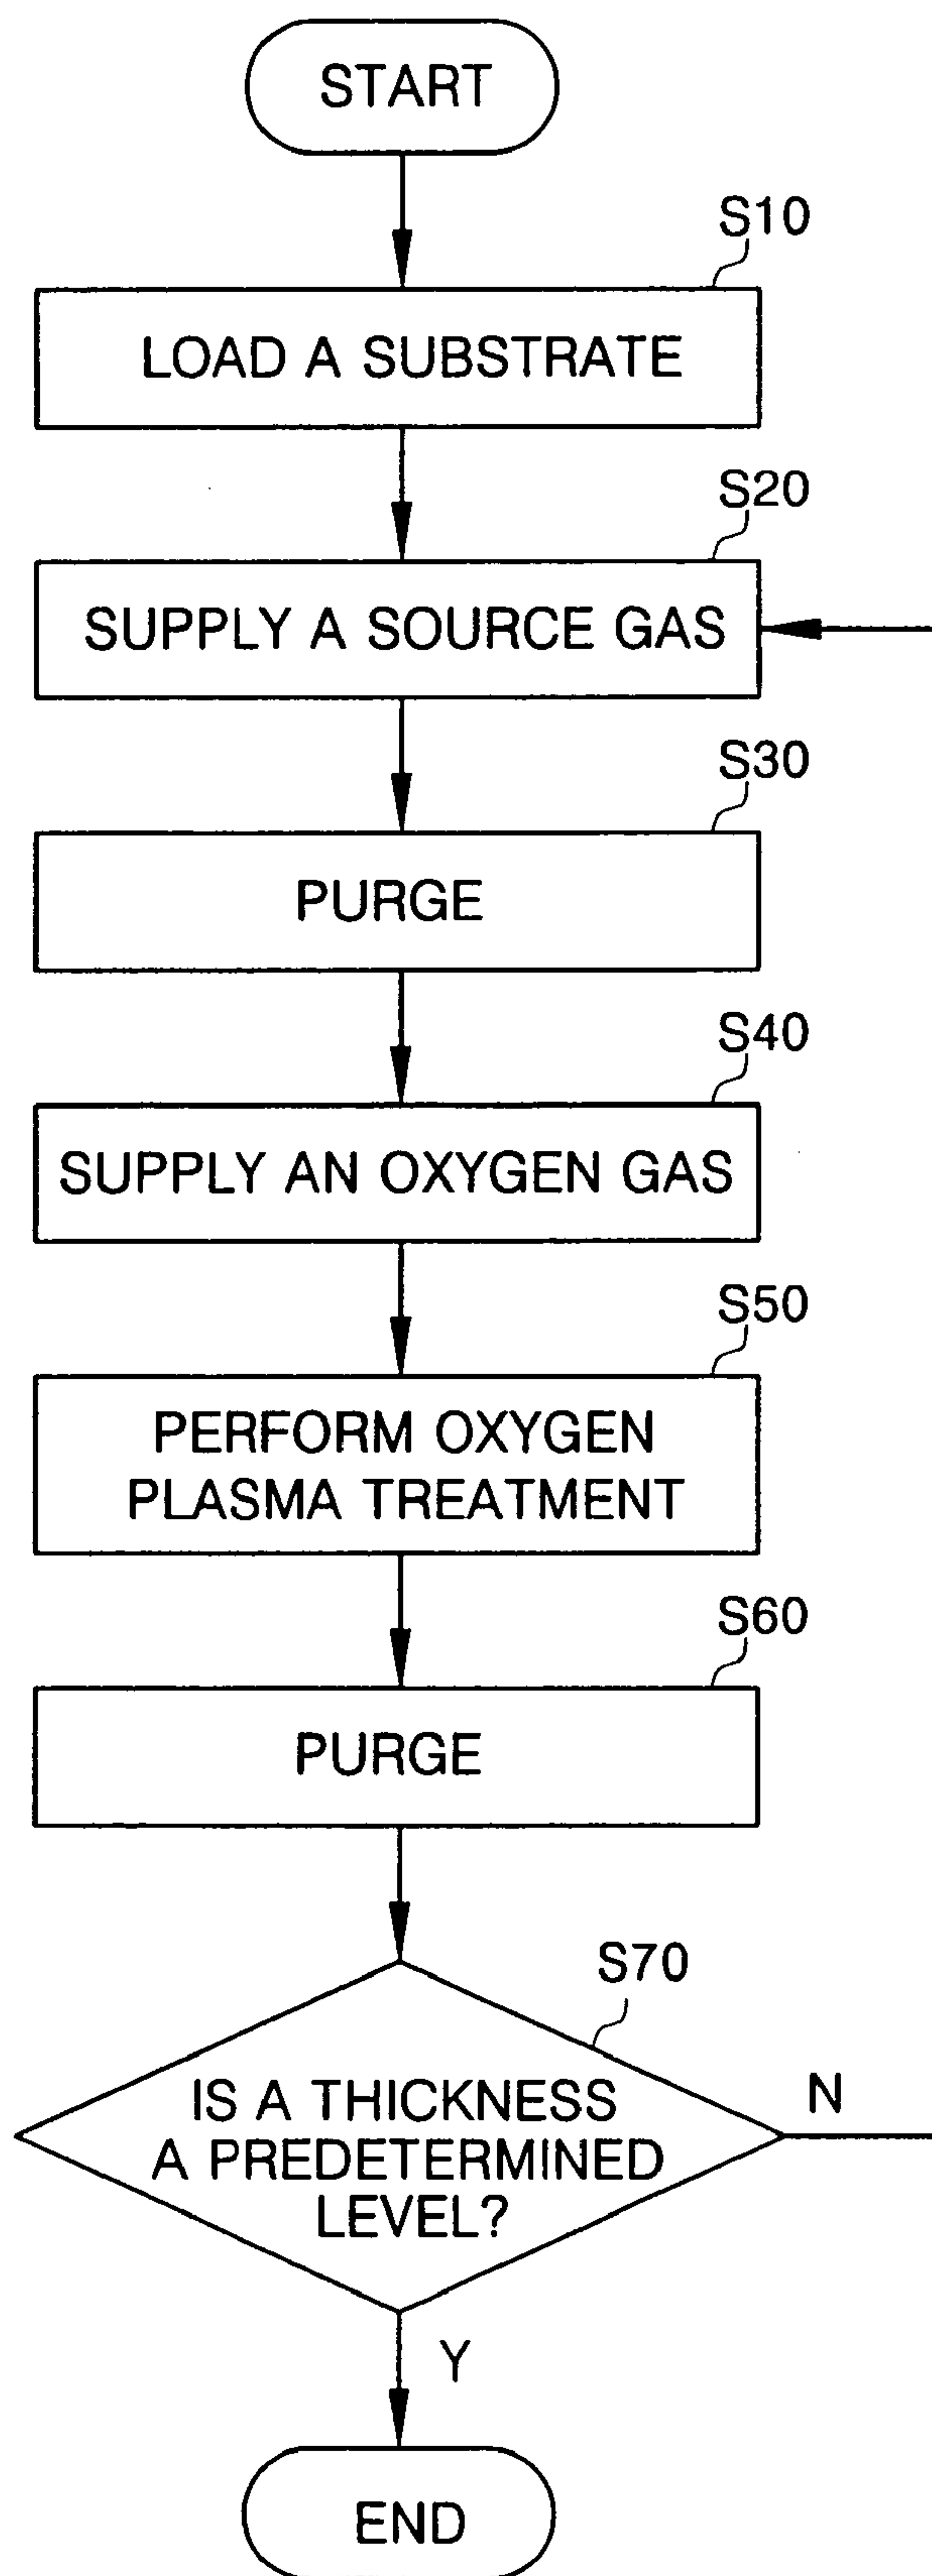 START
S10
LOAD A SUBSTRATE
S20
SUPPLY A SOURCE GAS
S30
PURGE
S40
SUPPLY AN OXYGEN GAS
S50
PERFORM OXYGEN
PLASMA TREATMENT
S60
PURGE
S70
IS A THICKNESS
A PREDETERMINED
LEVEL?
N
Y
END